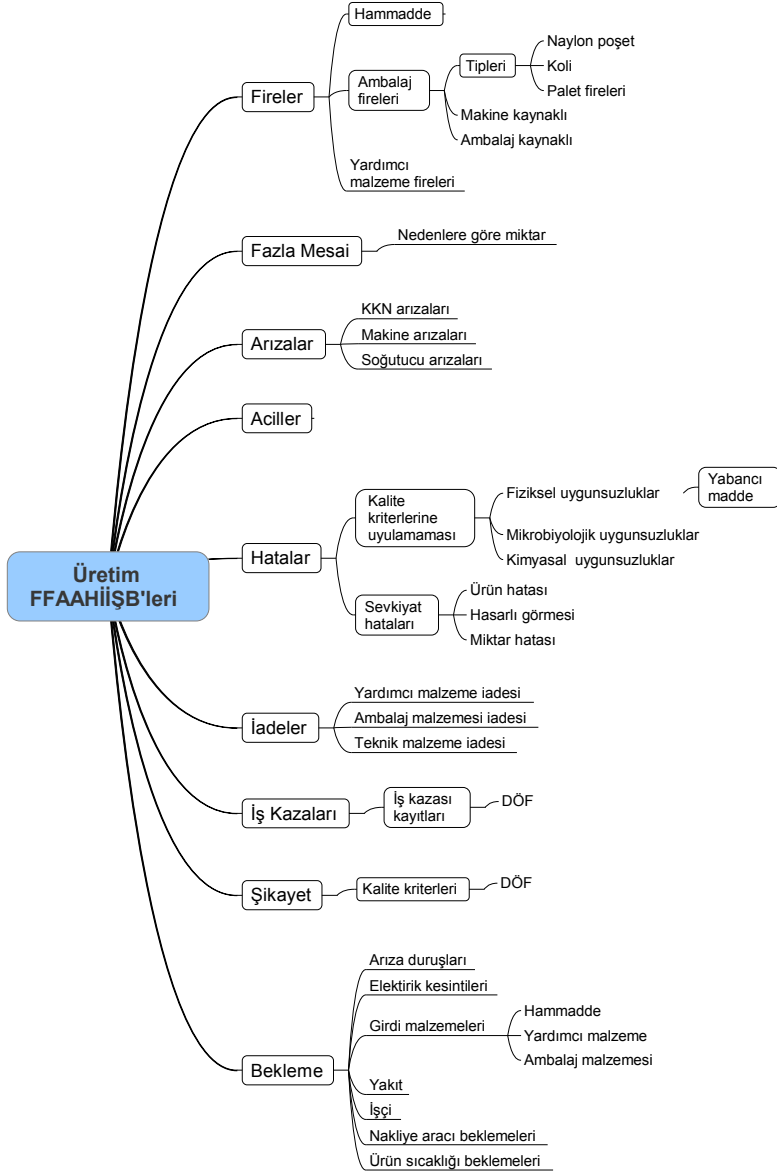 Üretim
FFAAHİİŞB'leri
Fireler
Hammadde
Ambalaj
fireleri
Tipleri
Naylon poşet
Koli
Palet fireleri
Makine kaynaklı
Ambalaj kaynaklı
Yardımcı
malzeme fireleri
Fazla Mesai
Nedenlere göre miktar
Arızalar
KKN arızaları
Makine arızaları
Soğutucu arızaları
Aciller
Hatalar
Kalite
kriterlerine
uyulamaması
Fiziksel uygunsuzluklar
Yabancı
madde
Mikrobiyolojik uygunsuzluklar
Kimyasal  uygunsuzluklar
Sevkiyat
hataları
Ürün hatası
Hasarlı görmesi
Miktar hatası
İadeler
Yardımcı malzeme iadesi
Ambalaj malzemesi iadesi
Teknik malzeme iadesi
İş Kazaları
İş kazası
kayıtları
DÖF
Şikayet
Kalite kriterleri
DÖF
Bekleme
Arıza duruşları
Elektirik kesintileri
Girdi malzemeleri
Hammadde
Yardımcı malzeme
Ambalaj malzemesi
Yakıt
İşçi
Nakliye aracı beklemeleri
Ürün sıcaklığı beklemeleri